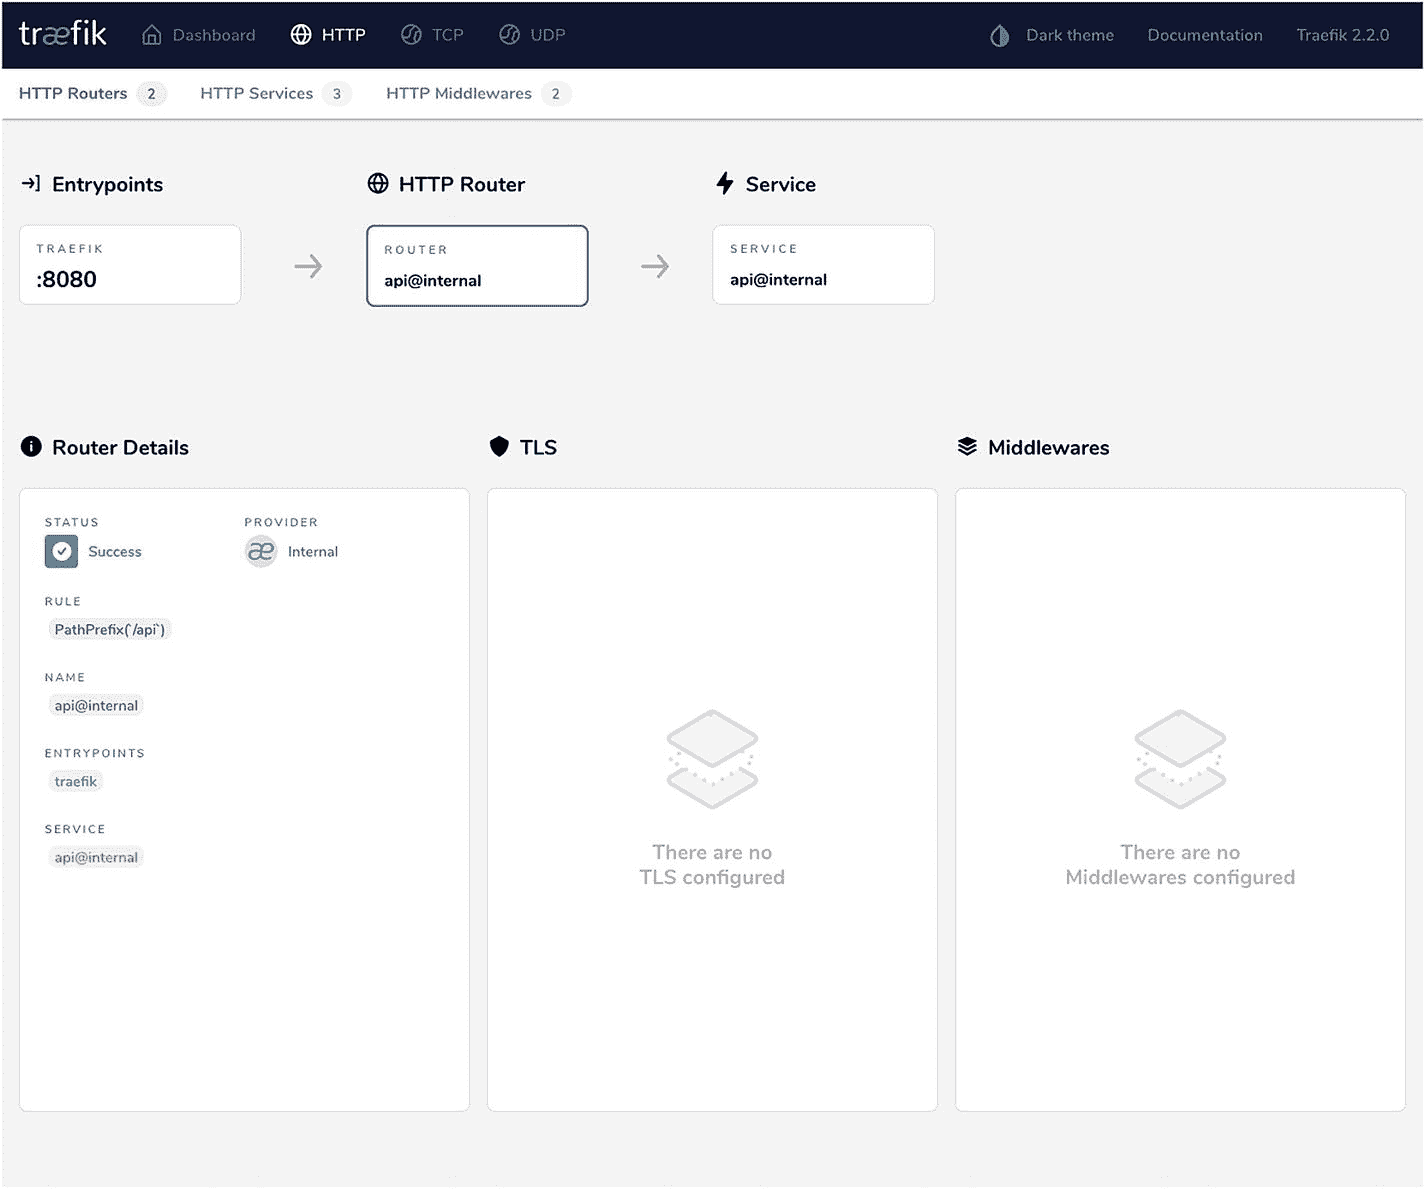 træfik Dashboard HTTP TCP UDP Dark theme Documentation Traefik 2.2.0
HTTP Routers 2 HTTP Services 3 HTTP Middlewares 2
Entrypoints HTTP Router Service
TRAEFIK ROUTER SERVICE
:8080 api@internal api@internal
Router Details TLS Middlewares
STATUS PROVIDER
Success æ Internal
RULE
PathPrefix(`/api`)
NAME
api@internal
ENTRYPOINTS
traefik
SERVICE
api@internal
There are no
TLS configured
There are no
Middlewares configured